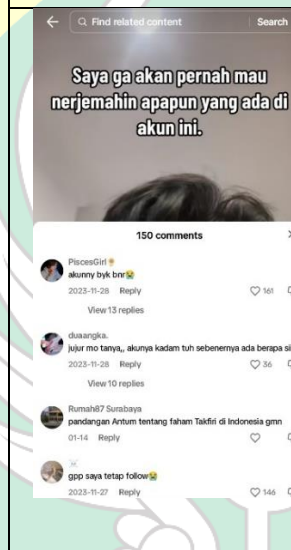 Find related content
Search
Saya ga akan pernah mau
nerjemahin apapun yang ada di
akun ini.
150 comments
PiscesGirl
akunny byk bnr😭
2023-11-28 Reply
161
View 13 replies
duaangka.
jujur mo tanya,, akunya kadam tuh sebenernya ada berapa si
2023-11-28 Reply
36
View 10 replies
Rumah87 Surabaya
pandangan Antum tentang faham Takfiri di Indonesia gmn
01-14 Reply
gpp saya tetap follow😭
2023-11-27 Reply
146